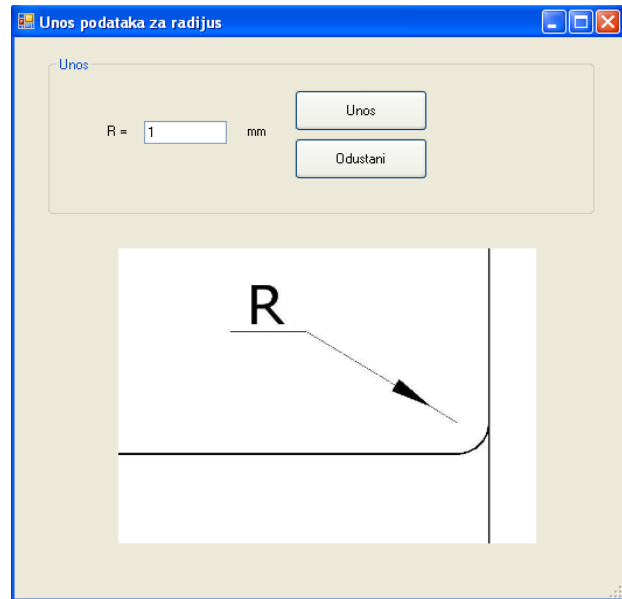 Unos podataka za radijus
Unos
R = 1 mm
Unos
Odustani
R